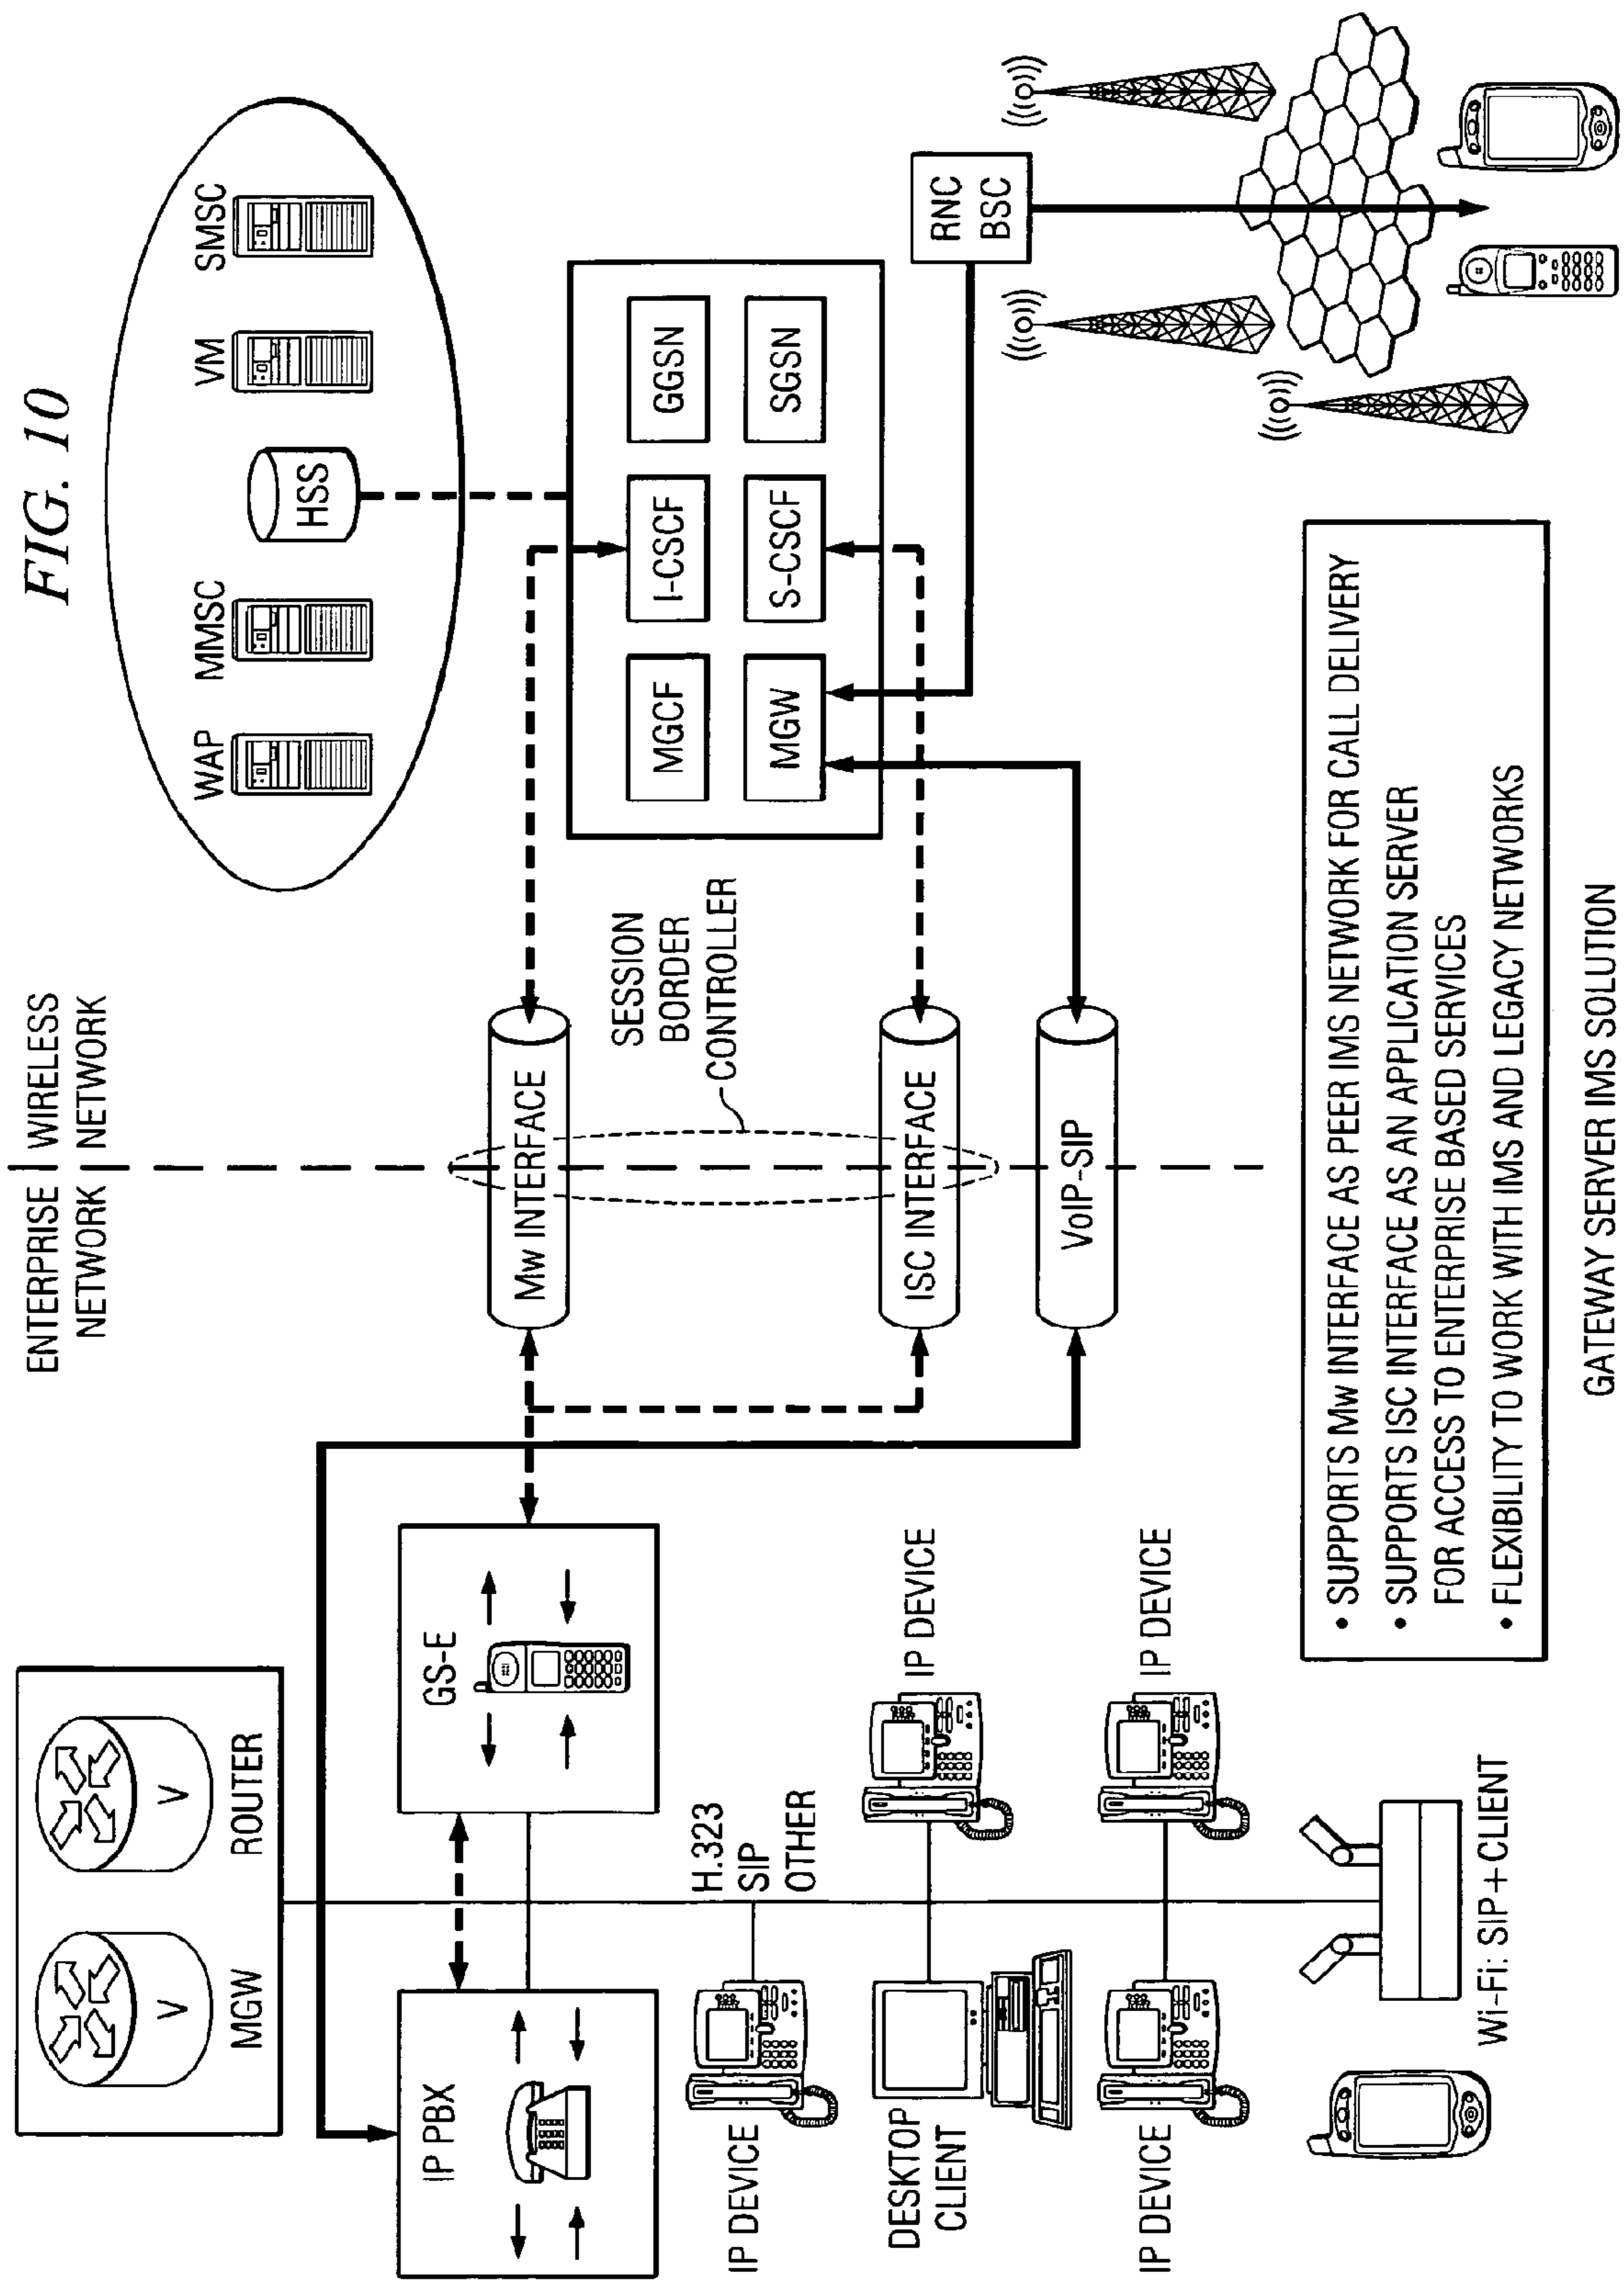 FIG. 10
ENTERPRISE
NETWORK
WIRELESS
NETWORK
WAP
MMSC
HSS
VM
SMSC
MGW
V
ROUTER
V
IP PBX
GS-E
Mw INTERFACE
SESSION
BORDER
CONTROLLER
ISC INTERFACE
VoIP-SIP
MGCF
I-CSCF
GGSN
MGW
S-CSCF
SGSN
RNC
BSC
H.323
SIP
OTHER
IP DEVICE
DESKTOP
CLIENT
IP DEVICE
IP DEVICE
IP DEVICE
Wi-Fi: SIP+CLIENT
• SUPPORTS Mw INTERFACE AS PEER IMS NETWORK FOR CALL DELIVERY
• SUPPORTS ISC INTERFACE AS AN APPLICATION SERVER
FOR ACCESS TO ENTERPRISE BASED SERVICES
• FLEXIBILITY TO WORK WITH IMS AND LEGACY NETWORKS
GATEWAY SERVER IMS SOLUTION